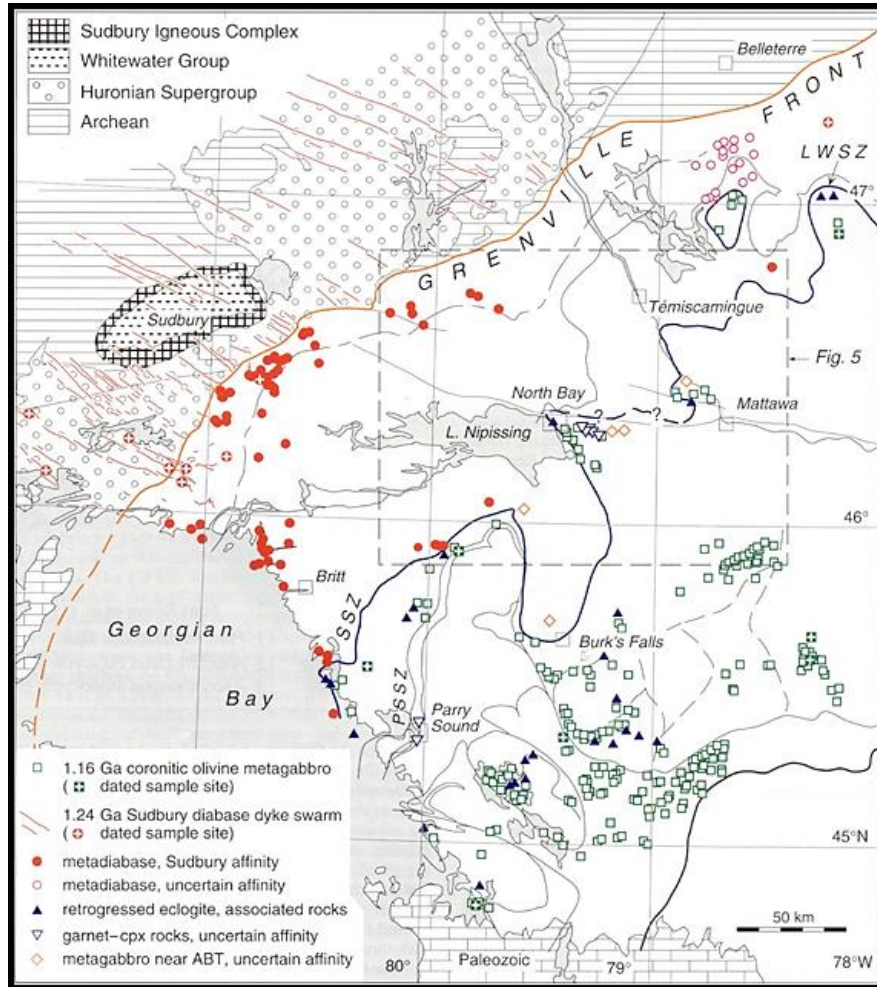 Sudbury Igneous Complex
Whitewater Group
Huronian Supergroup
Archean
Belleterre
GRENVILLE FRONT
LWSZ
47°
Témiscamingue
Sudbury
Fig. 5
North Bay
?
?
Mattawa
L. Nipissing
46°
Britt
SSZ
Georgian
Bay
Burk's Falls
PSSZ
Parry
Sound
1.16 Ga coronitic olivine metagabbro
( dated sample site)
1.24 Ga Sudbury diabase dyke swarm
( dated sample site)
metadiabase, Sudbury affinity
metadiabase, uncertain affinity
retrogressed eclogite, associated rocks
garnet–cpx rocks, uncertain affinity
metagabbro near ABT, uncertain affinity
45°N
50 km
80°
Paleozoic
79°
78°W